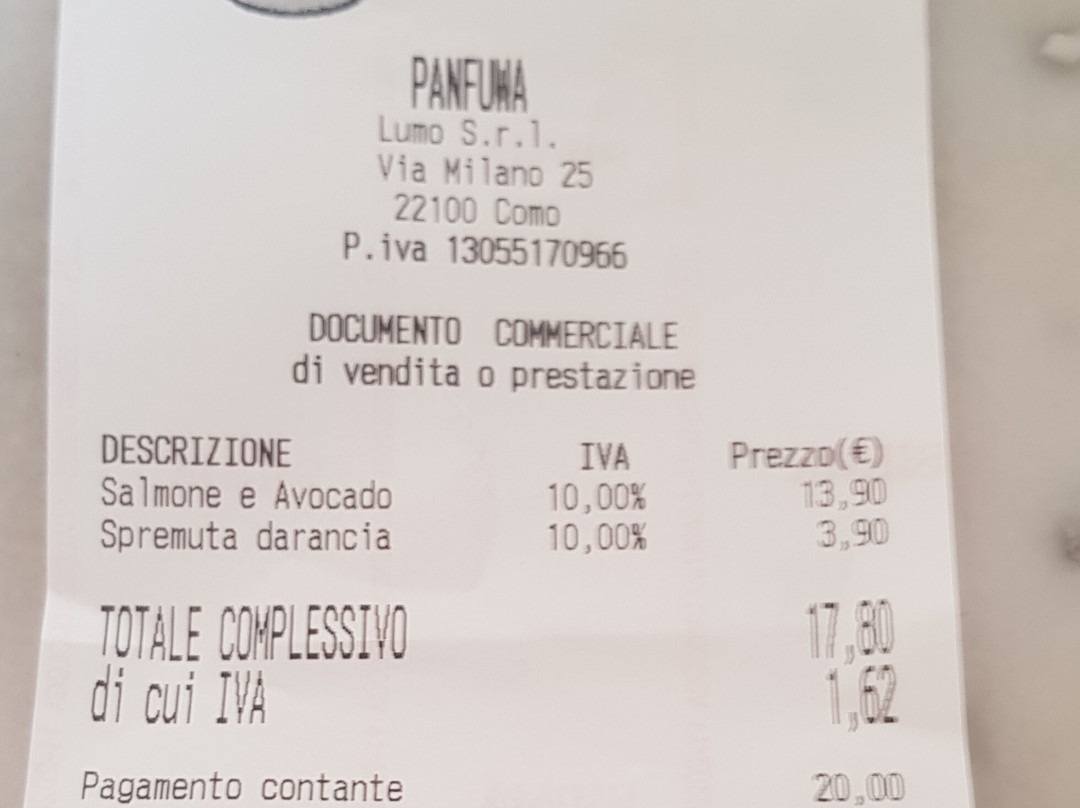 PANFUWA
Lumo S.r.l.
Via Milano 25
22100 Como
P.iva 13055170966
DOCUMENTO COMMERCIALE
di vendita o prestazione
DESCRIZIONE IVA Prezzo(€)
Salmone e Avocado 10,00% 13,90
Spremuta darancia 10,00% 3,90
TOTALE COMPLESSIVO 17,80
di cui IVA 1,62
Pagamento contante 20,00